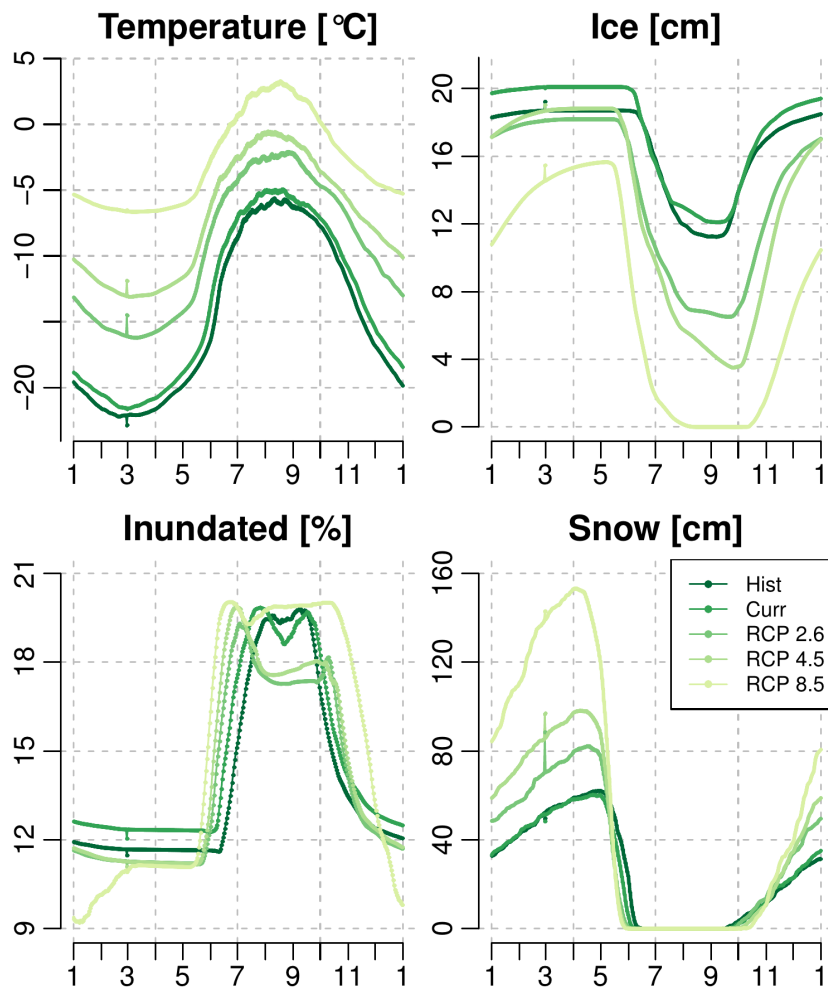 Temperature [°C]
5
0
−5
−10
−20
1 3 5 7 9 11 1
Ice [cm]
20
16
12
8
4
0
1 3 5 7 9 11 1
Inundated [%]
21
18
15
12
9
1 3 5 7 9 11 1
Snow [cm]
160
120
80
40
0
1 3 5 7 9 11 1
Hist
Curr
RCP 2.6
RCP 4.5
RCP 8.5